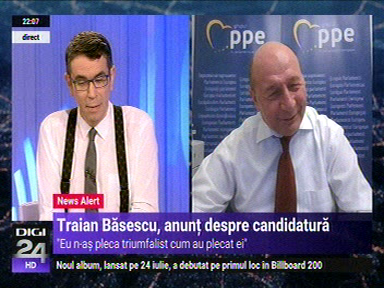 22:07
direct
ppe
ppe
News Alert
Traian Băsescu, anunț despre candidatură
"Eu n-aș pleca triumfalist cum au plecat ei"
DIGI
24
HD
Noul album, lansat pe 24 iulie, a debutat pe primul loc în Billboard 200